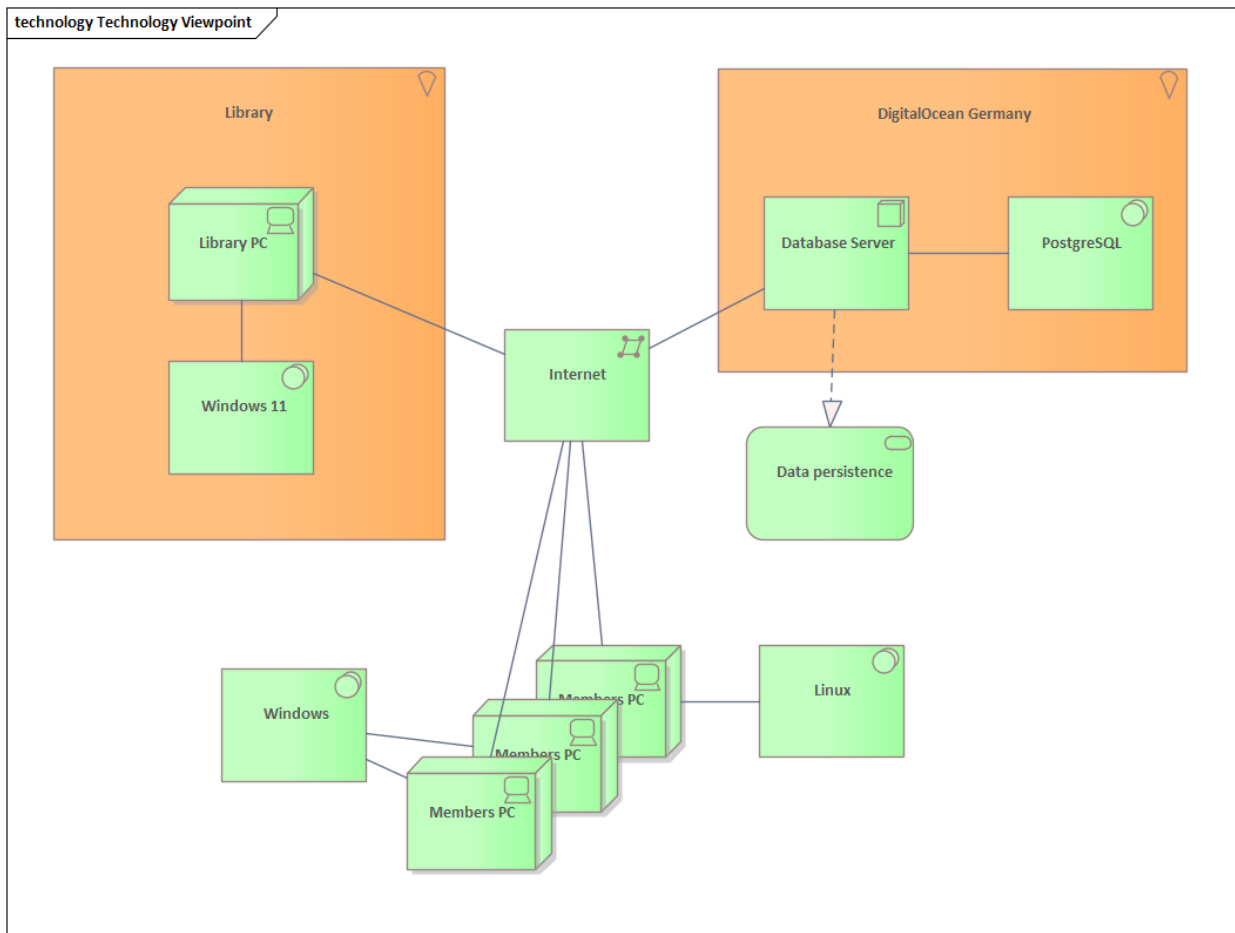 technology Technology Viewpoint
Library
DigitalOcean Germany
Library PC
Database Server
PostgreSQL
Internet
Windows 11
Data persistence
Members PC
Linux
Windows
Members PC
Members PC